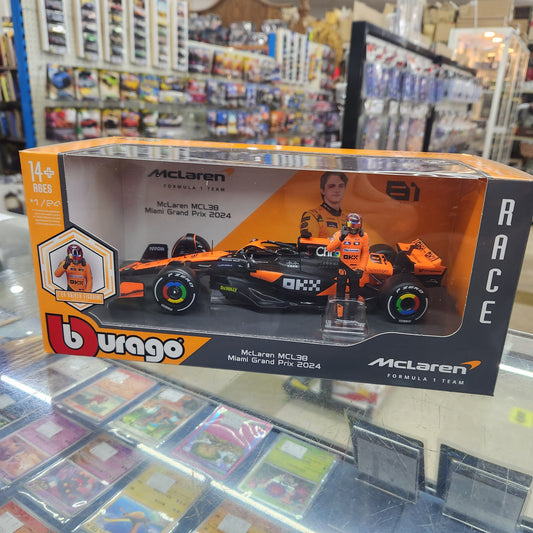 14+
AGES
1/24
McLaren
FORMULA 1 TEAM
McLaren MCL38
Miami Grand Prix 2024
81
RACE
OKX
DEWALT
Burago
McLaren MCL38
Miami Grand Prix 2024
McLaren
FORMULA 1 TEAM